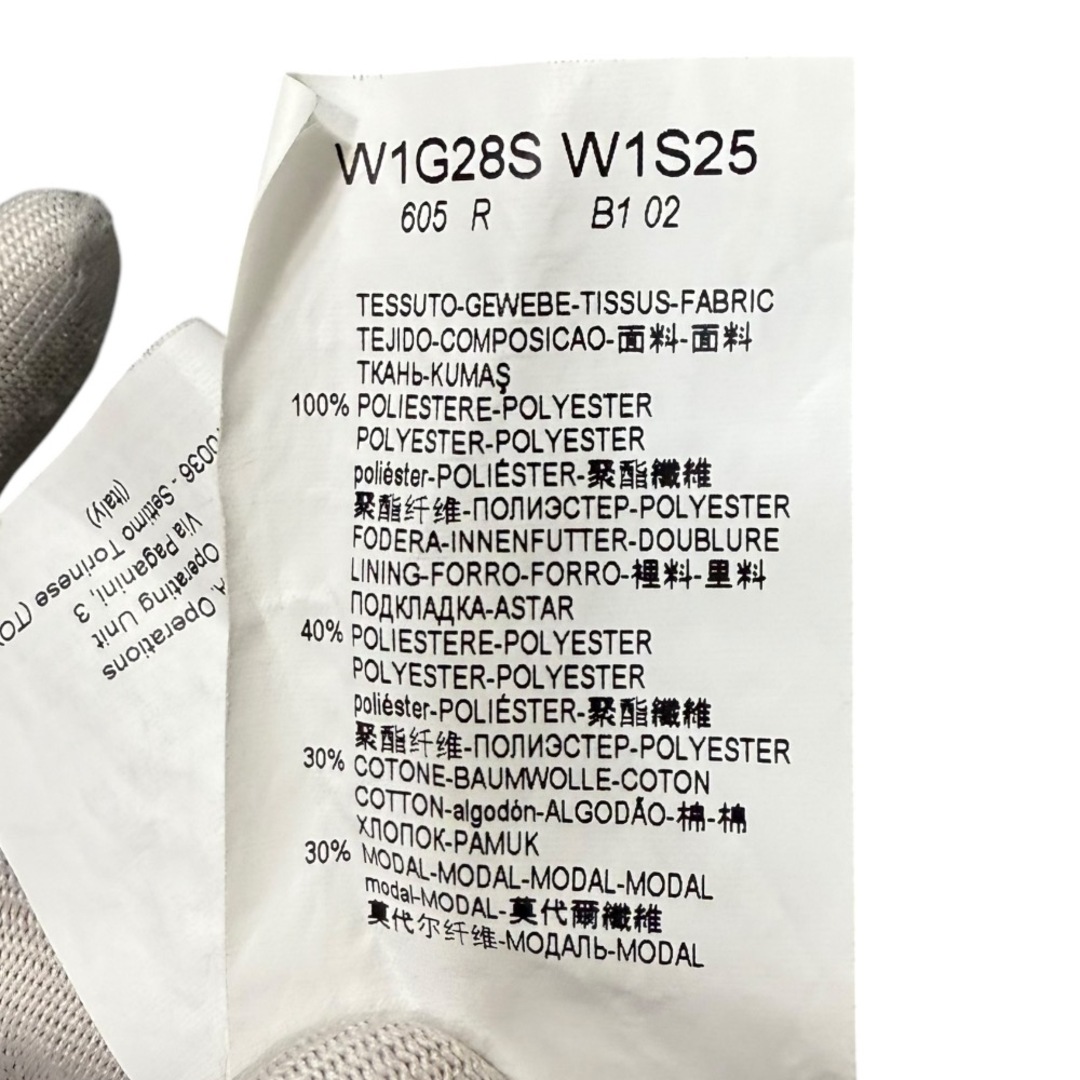 W1G28S W1S25
605 R B1 02
TESSUTO-GEWEBE-TISSUS-FABRIC
TEJIDO-COMPOSICAO-面料-面料
ТКАНЬ-KUMAŞ
100% POLIESTERE-POLYESTER
POLYESTER-POLYESTER
poliéster-POLIÉSTER-聚酯纖維
聚酯纤维-ПОЛИЭСТЕР-POLYESTER
FODERA-INNENFUTTER-DOUBLURE
LINING-FORRO-FORRO-裡料-里料
ПОДКЛАДКА-ASTAR
40% POLIESTERE-POLYESTER
POLYESTER-POLYESTER
poliéster-POLIÉSTER-聚酯纖維
聚酯纤维-ПОЛИЭСТЕР-POLYESTER
30% COTONE-BAUMWOLLE-COTON
COTTON-algodón-ALGODÃO-棉-棉
ХЛОПОК-PAMUK
30% MODAL-MODAL-MODAL-MODAL
modal-MODAL-莫代爾纖維
莫代尔纤维-МОДАЛЬ-MODAL
Operations
Operating Unit
Via Paganini, 3
0036 - Settimo Torinese (TO)
(Italy)